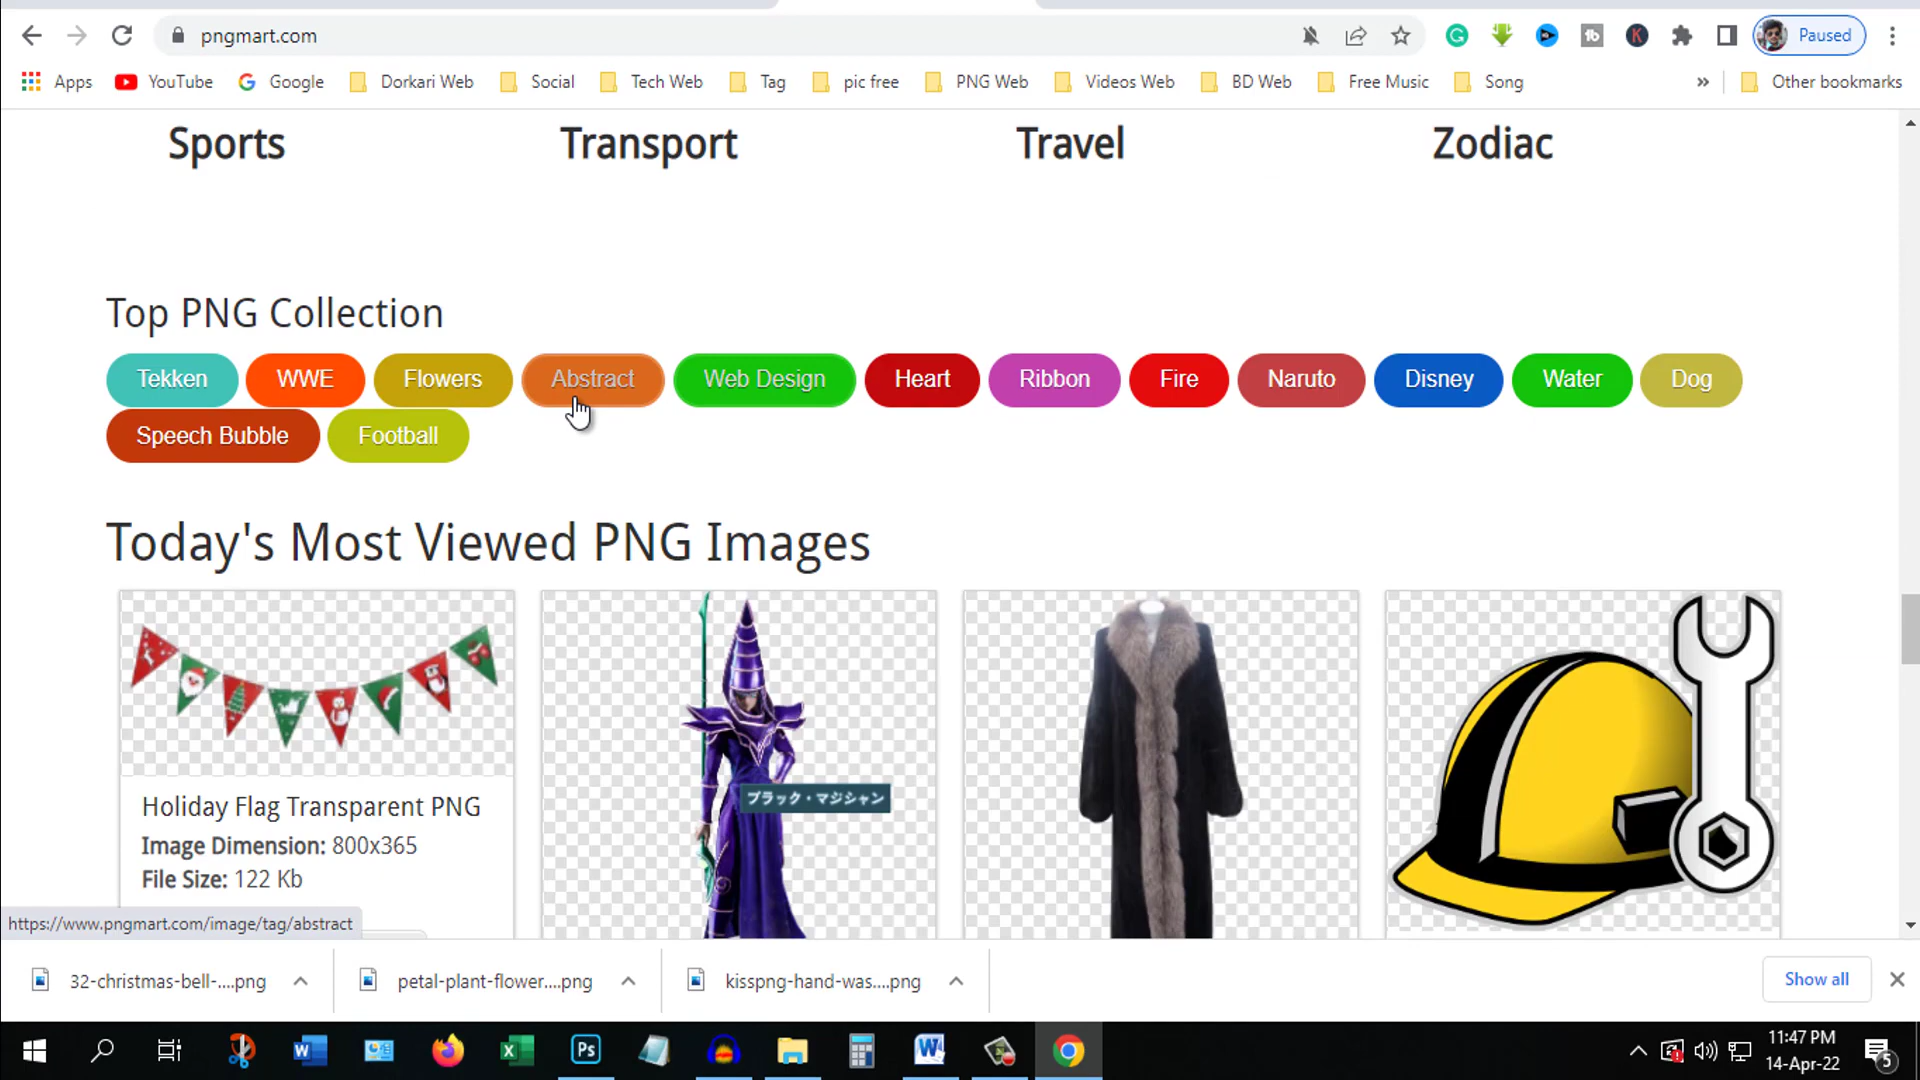 pngmart.com
Paused
Apps YouTube Google Dorkari Web Social Tech Web Tag pic free PNG Web Videos Web BD Web Free Music Song » Other bookmarks
Sports Transport Travel Zodiac
Top PNG Collection
Tekken WWE Flowers Abstract Web Design Heart Ribbon Fire Naruto Disney Water Dog
Speech Bubble Football
Today's Most Viewed PNG Images
ブラック・マジシャン
Holiday Flag Transparent PNG
Image Dimension: 800x365
File Size: 122 Kb
https://www.pngmart.com/image/tag/abstract
32-christmas-bell-....png petal-plant-flower....png kisspng-hand-was....png Show all
11:47 PM
14-Apr-22
5